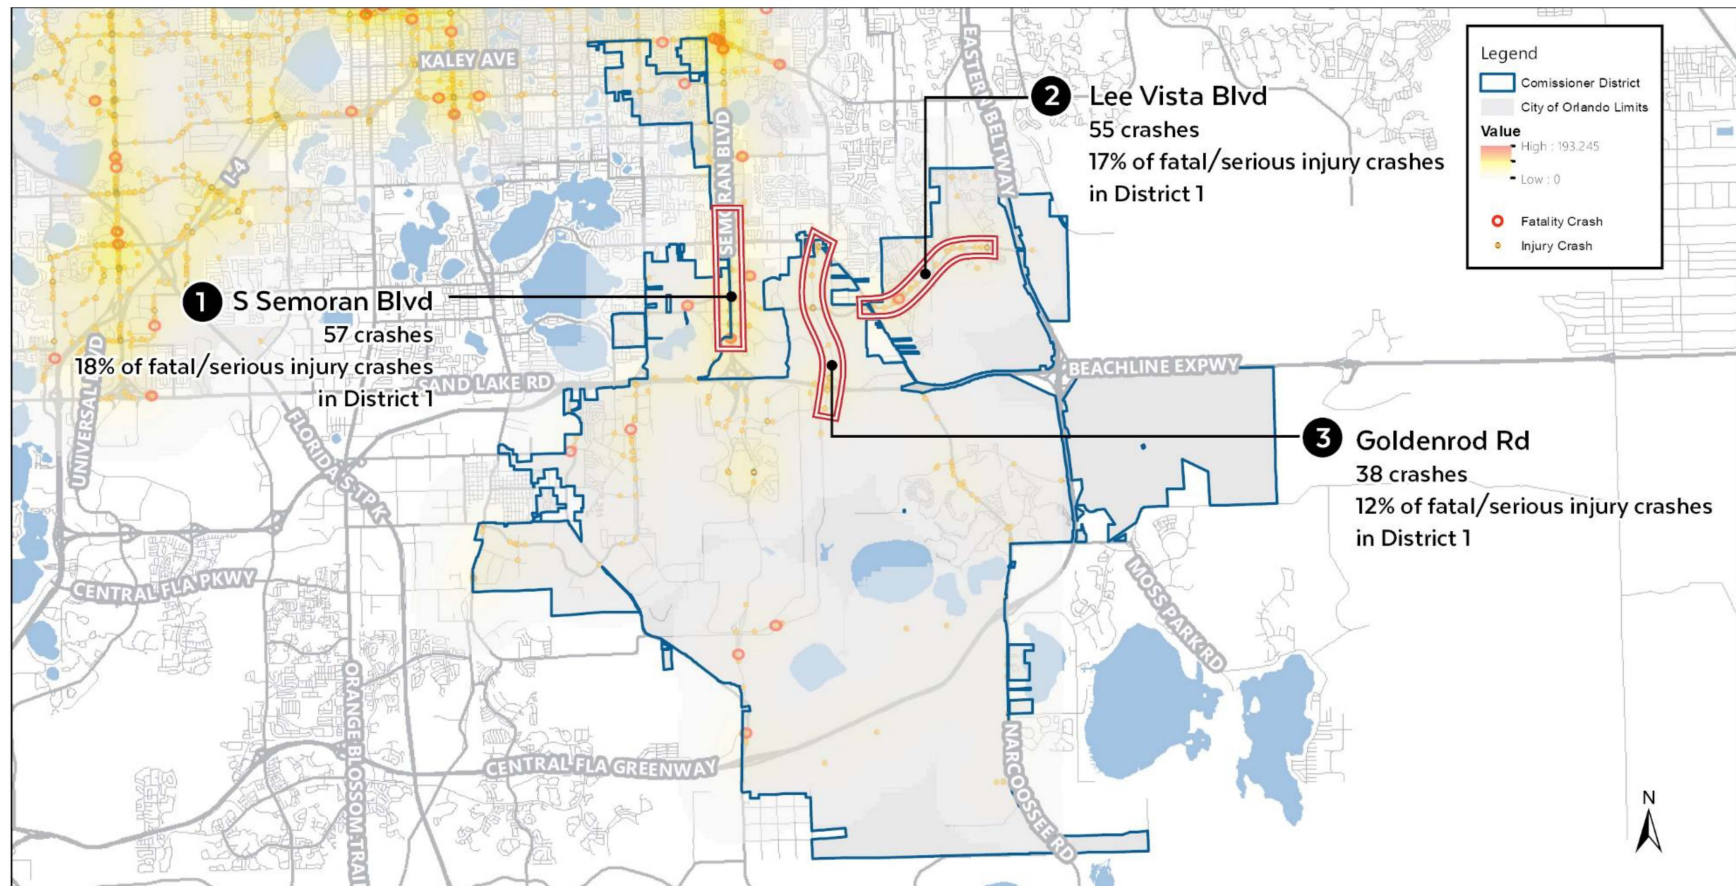 KALEY AVE
EASTERN BELTWAY
SEMORAN BLVD
I-4
2 Lee Vista Blvd
55 crashes
17% of fatal/serious injury crashes
in District 1
Legend
Comissioner District
City of Orlando Limits
Value
High : 193.245
Low : 0
Fatality Crash
Injury Crash
1 S Semoran Blvd
57 crashes
18% of fatal/serious injury crashes
in District 1
UNIVERSAL BLVD
SAND LAKE RD
BEACHLINE EXPWY
FLORIDAS TPK
3 Goldenrod Rd
38 crashes
12% of fatal/serious injury crashes
in District 1
CENTRAL FLA PKWY
MOSS PARK RD
ORANGE BLOSSOM TRAI
CENTRAL FLA GREENWAY
NARCOOSSEE RD
N